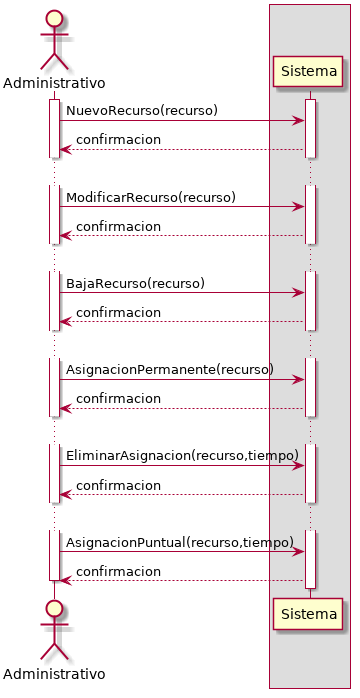 Administrativo
Sistema
NuevoRecurso(recurso)
confirmacion
ModificarRecurso(recurso)
confirmacion
BajaRecurso(recurso)
confirmacion
AsignacionPermanente(recurso)
confirmacion
EliminarAsignacion(recurso,tiempo)
confirmacion
AsignacionPuntual(recurso,tiempo)
confirmacion
Administrativo
Sistema